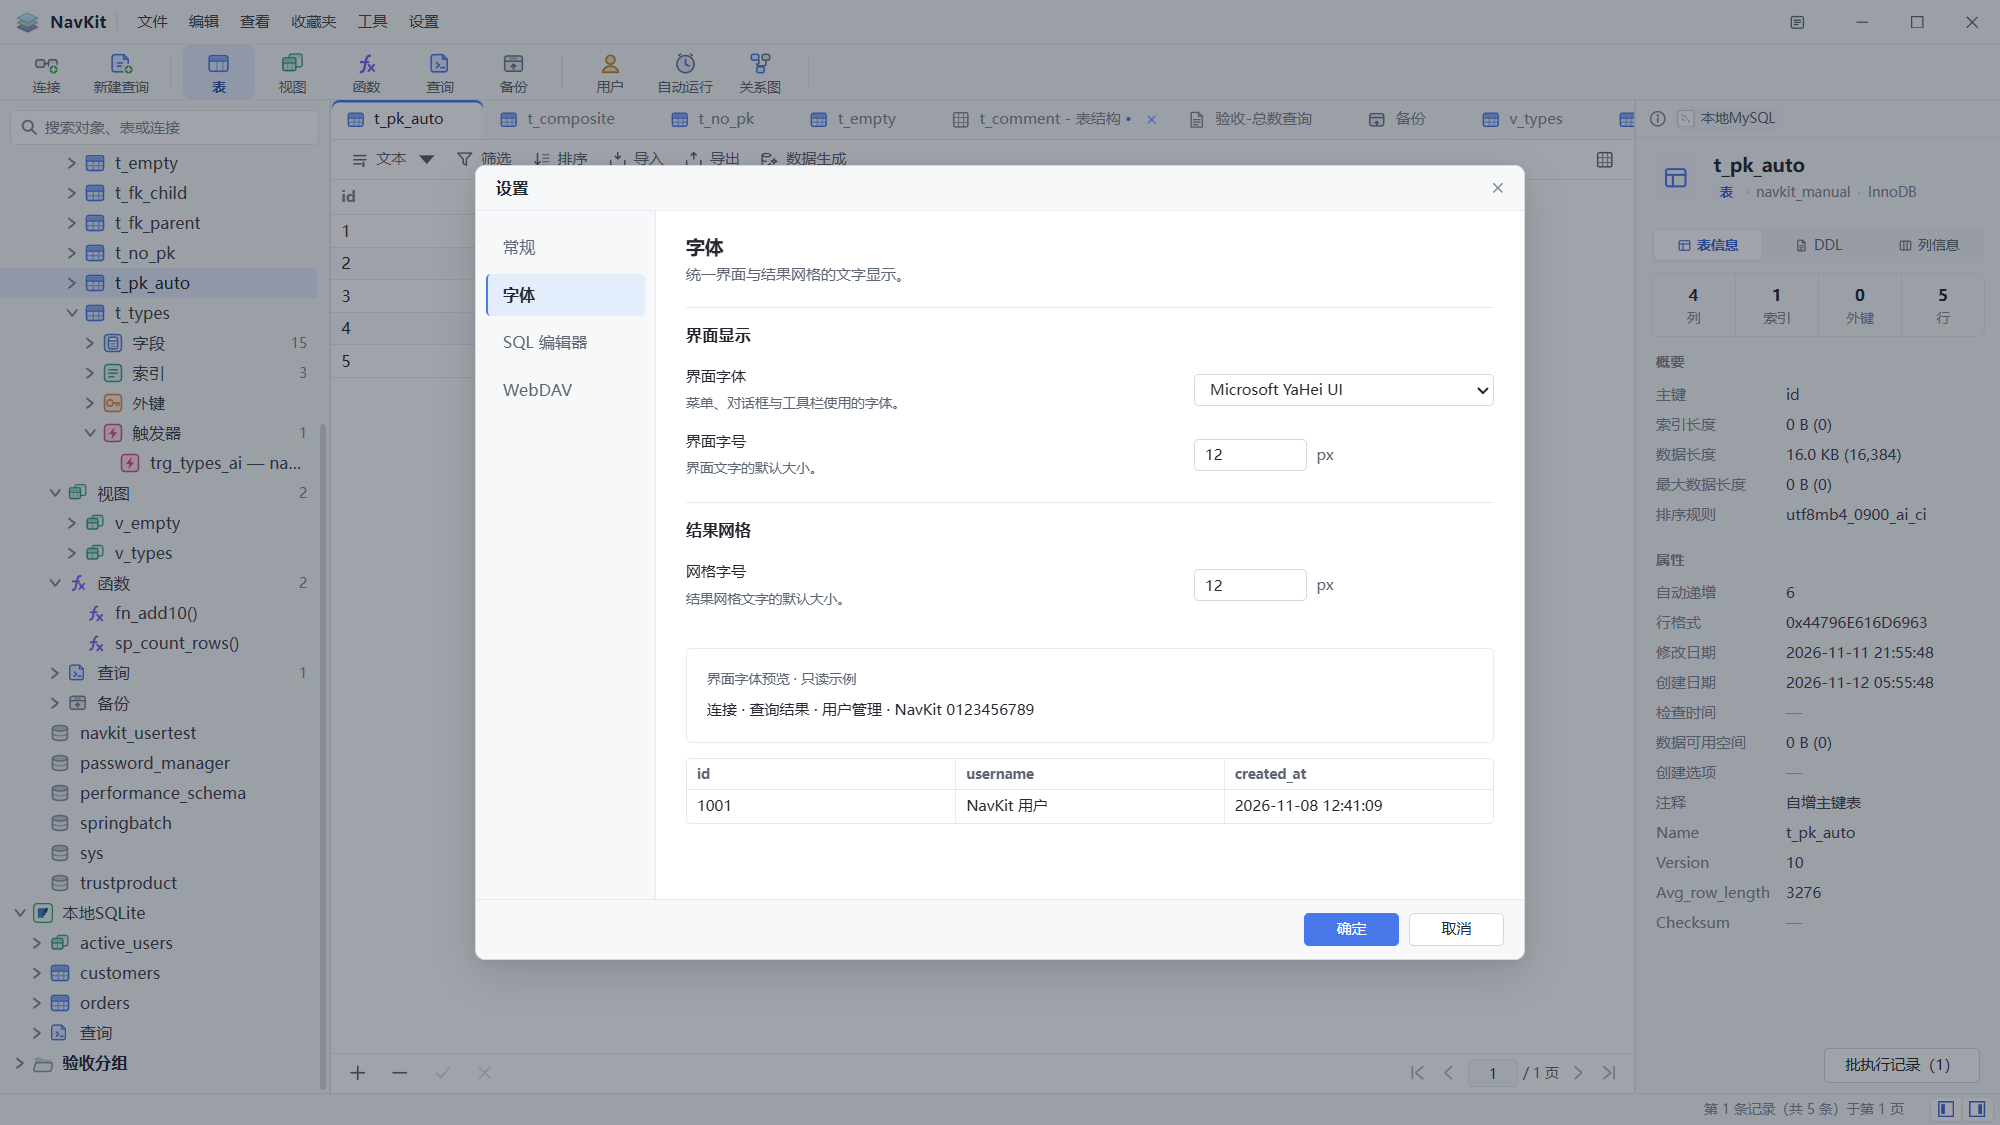 NavKit 文件 编辑 查看 收藏夹 工具 设置
连接 新建查询 表 视图 函数 查询 备份 用户 自动运行 关系图
搜索对象、表或连接
t_empty
t_fk_child
t_fk_parent
t_no_pk
t_pk_auto
t_types
字段 15
索引 3
外键
触发器 1
trg_types_ai — na...
视图 2
v_empty
v_types
函数 2
fn_add10()
sp_count_rows()
查询 1
备份
navkit_usertest
password_manager
performance_schema
springbatch
sys
trustproduct
本地SQLite
active_users
customers
orders
查询
验收分组
t_pk_auto t_composite t_no_pk t_empty t_comment - 表结构 • × 验收-总数查询 备份 v_types
文本 筛选 排序 导入 导出 数据生成
id
1
2
3
4
5
设置
常规
字体
SQL 编辑器
WebDAV
字体
统一界面与结果网格的文字显示。
界面显示
界面字体
Microsoft YaHei UI
菜单、对话框与工具栏使用的字体。
界面字号
12 px
界面文字的默认大小。
结果网格
网格字号
12 px
结果网格文字的默认大小。
界面字体预览 · 只读示例
连接 · 查询结果 · 用户管理 · NavKit 0123456789
id username created_at
1001 NavKit 用户 2026-11-08 12:41:09
确定 取消
1 / 1 页
本地MySQL
t_pk_auto
表 · navkit_manual · InnoDB
表信息 DDL 列信息
4 1 0 5
列 索引 外键 行
概要
主键 id
索引长度 0 B (0)
数据长度 16.0 KB (16,384)
最大数据长度 0 B (0)
排序规则 utf8mb4_0900_ai_ci
属性
自动递增 6
行格式 0x44796E616D6963
修改日期 2026-11-11 21:55:48
创建日期 2026-11-12 05:55:48
检查时间 —
数据可用空间 0 B (0)
创建选项 —
注释 自增主键表
Name t_pk_auto
Version 10
Avg_row_length 3276
Checksum —
批执行记录 (1)
第 1 条记录 (共 5 条) 于第 1 页